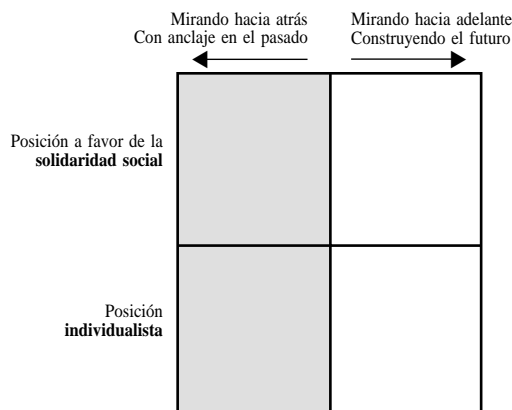 Mirando hacia atrás
Con anclaje en el pasado
Mirando hacia adelante
Construyendo el futuro
Posición a favor de la
solidaridad social
Posición
individualista